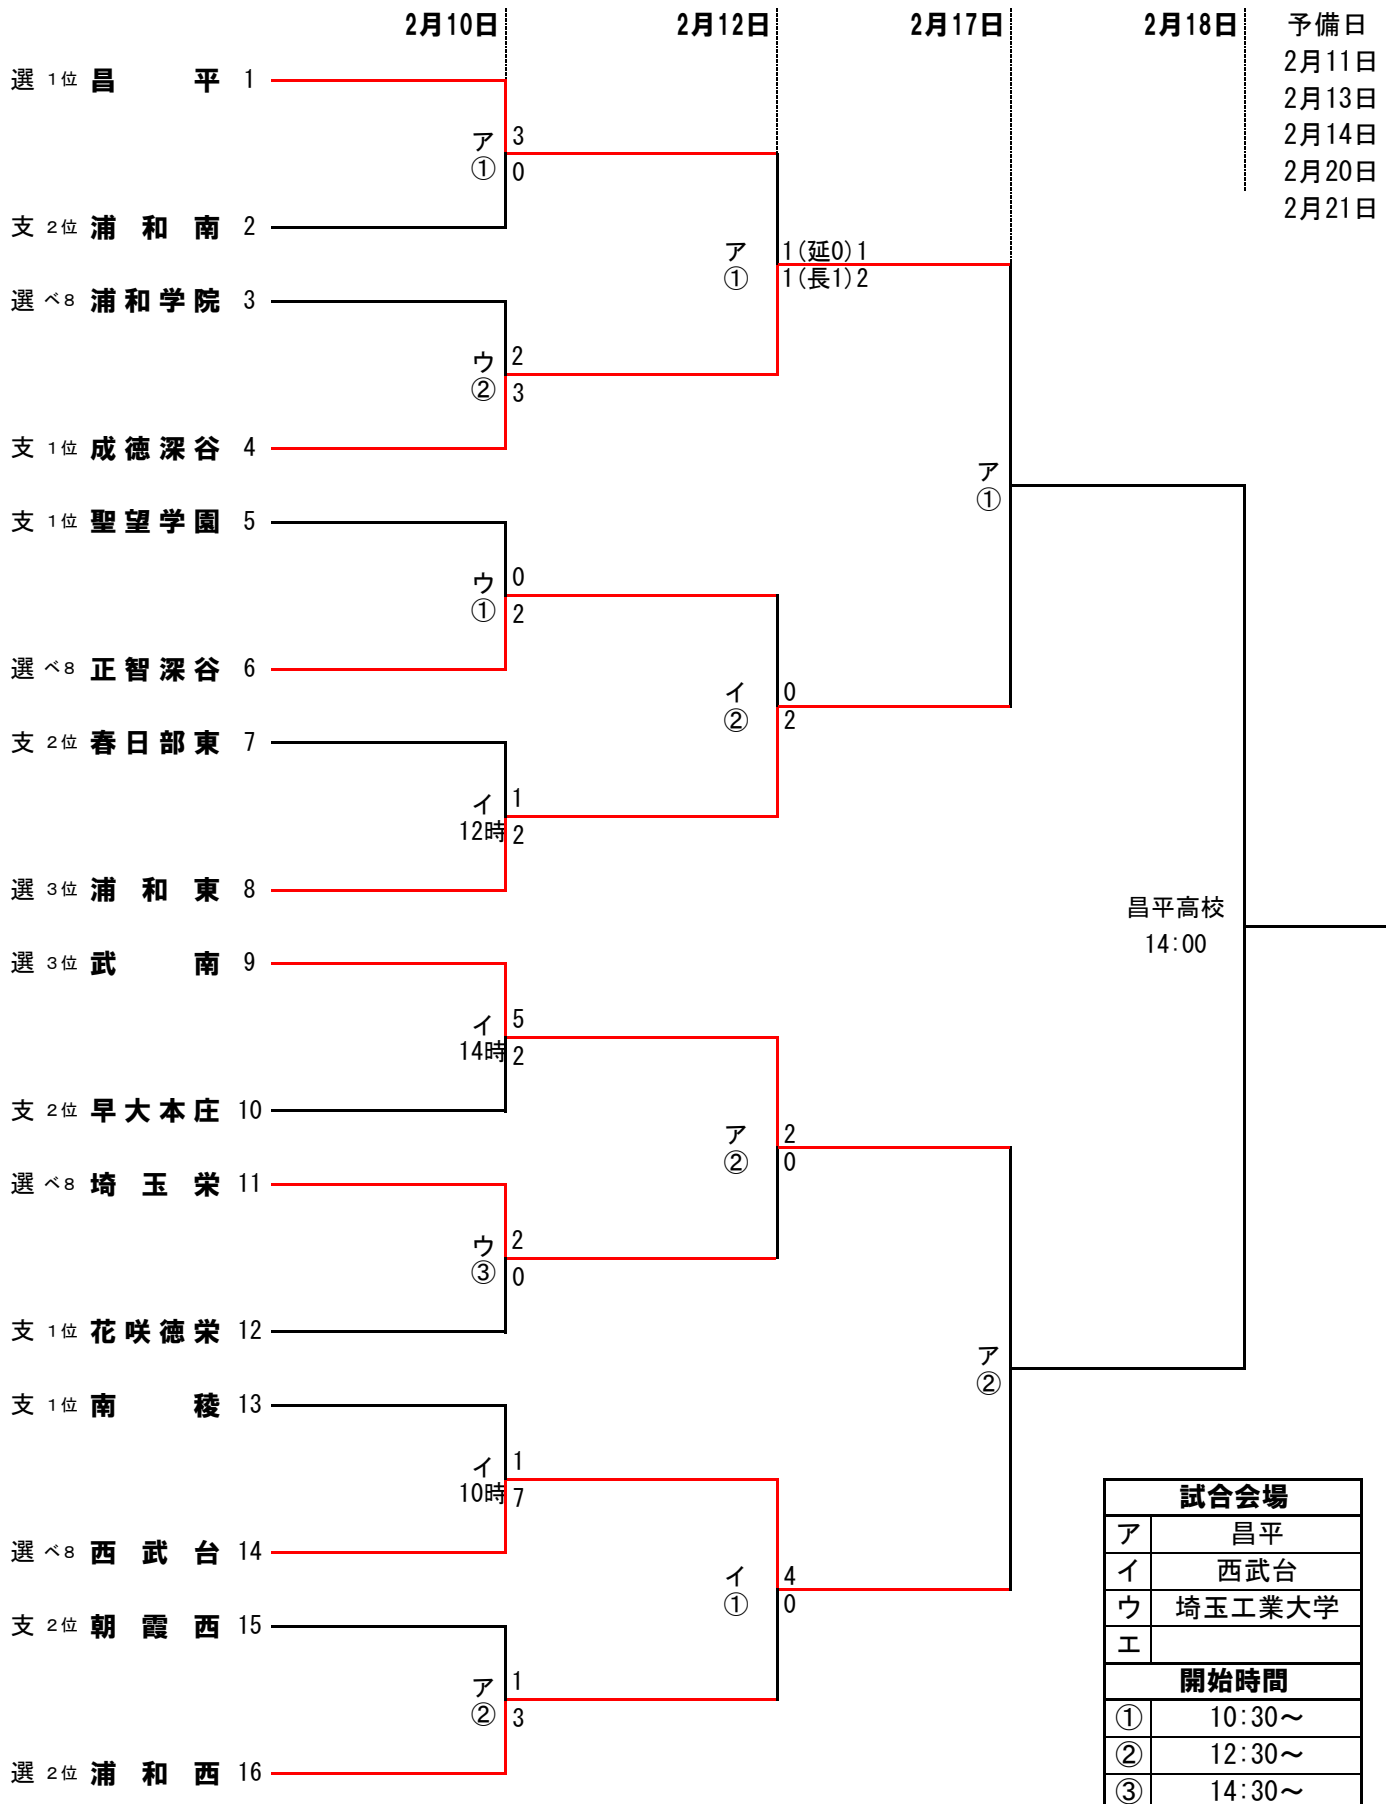 2月10日 2月12日 2月17日 2月18日 予備日
2月11日
選 1位 昌平 1
2月13日
ア 3
① 0
2月14日
2月20日
2月21日
支 2位 浦和南 2
ア 1(延0)1
① 1(長1)2
選 ベ8 浦和学院 3
ウ 2
② 3
支 1位 成徳深谷 4
ア
①
支 1位 聖望学園 5
ウ 0
① 2
選 ベ8 正智深谷 6
イ 0
② 2
支 2位 春日部東 7
イ 1
12時 2
選 3位 浦和東 8
昌平高校
14:00
選 3位 武南 9
イ 5
14時 2
支 2位 早大本庄 10
ア 2
② 0
選 ベ8 埼玉栄 11
ウ 2
③ 0
支 1位 花咲徳栄 12
ア
②
支 1位 南稜 13
イ 1
10時 7
試合会場
ア 昌平
選 ベ8 西武台 14
イ 西武台
イ 4
① 0
ウ 埼玉工業大学
支 2位 朝霞西 15
エ
開始時間
ア 1
② 3
① 10:30～
② 12:30～
選 2位 浦和西 16
③ 14:30～